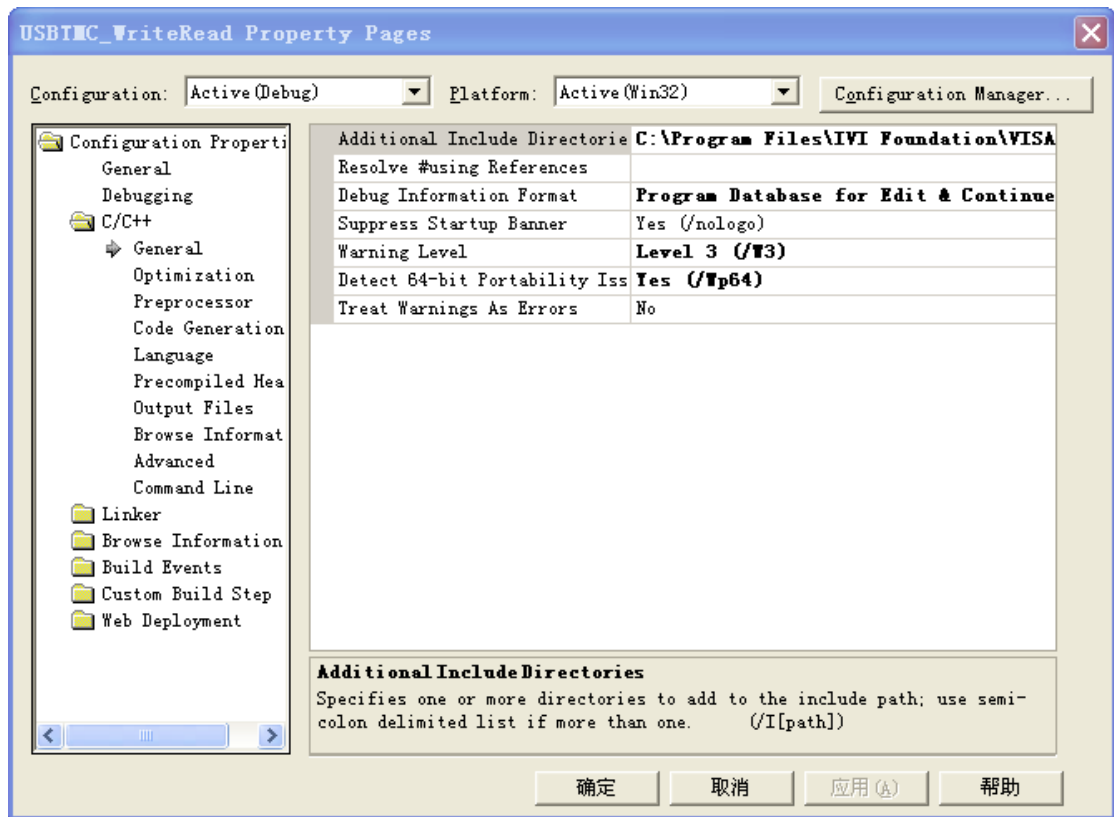 USBTMC_WriteRead Property Pages
Configuration: Active(Debug) Platform: Active(Win32) Configuration Manager...
Configuration Properti
General
Debugging
C/C++
General
Optimization
Preprocessor
Code Generation
Language
Precompiled Hea
Output Files
Browse Informat
Advanced
Command Line
Linker
Browse Information
Build Events
Custom Build Step
Web Deployment
Additional Include Directorie C:\Program Files\IVI Foundation\VISA
Resolve #using References
Debug Information Format Program Database for Edit & Continue
Suppress Startup Banner Yes (/nologo)
Warning Level Level 3 (/W3)
Detect 64-bit Portability Iss Yes (/Wp64)
Treat Warnings As Errors No
Additional Include Directories
Specifies one or more directories to add to the include path; use semi-
colon delimited list if more than one. (/I[path])
确定 取消 应用(A) 帮助